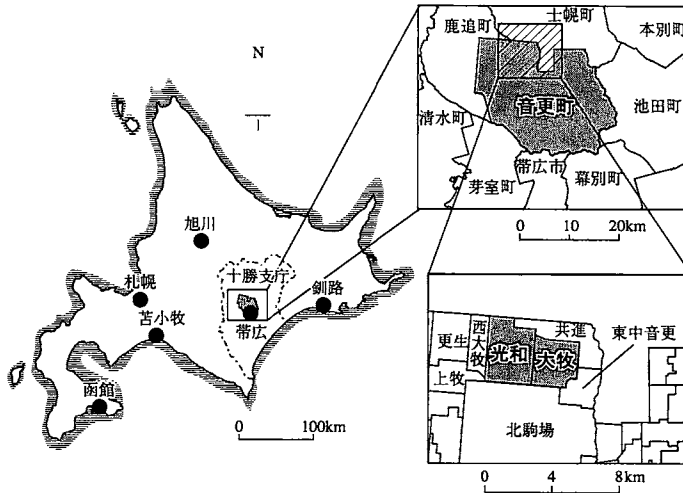 N
旭川
札幌
苫小牧
函館
十勝支庁
帯広
釧路
0 100km
鹿追町
士幌町
本別町
音更町
清水町
池田町
芽室町
帯広市
幕別町
0 10 20km
更生
西大牧
光和
大牧
共進
東中音更
上牧
北駒場
0 4 8km